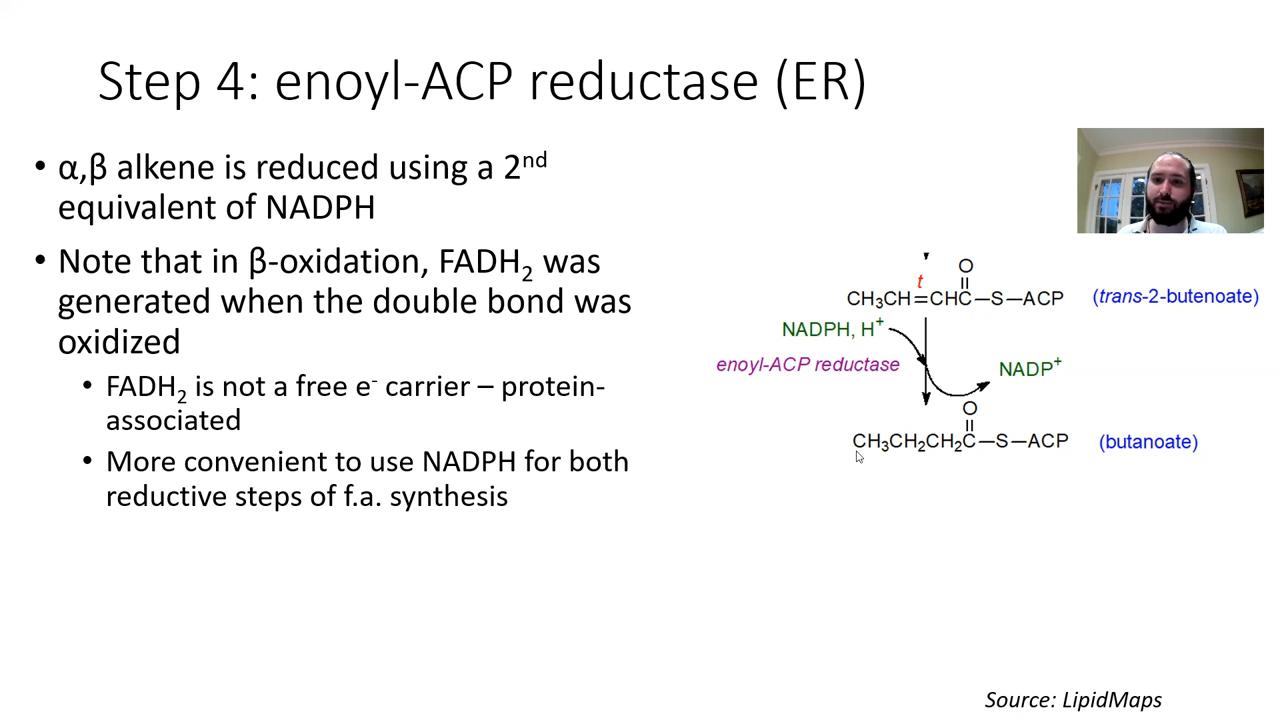 Step 4: enoyl-ACP reductase (ER)
• α,β alkene is reduced using a 2nd
equivalent of NADPH
• Note that in β-oxidation, FADH2 was
generated when the double bond was
oxidized
• FADH2 is not a free e- carrier – protein-
associated
• More convenient to use NADPH for both
reductive steps of f.a. synthesis
O
t
CH3CH=CHC–S–ACP (trans-2-butenoate)
NADPH, H+
enoyl-ACP reductase
NADP+
O
CH3CH2CH2C–S–ACP (butanoate)
Source: LipidMaps